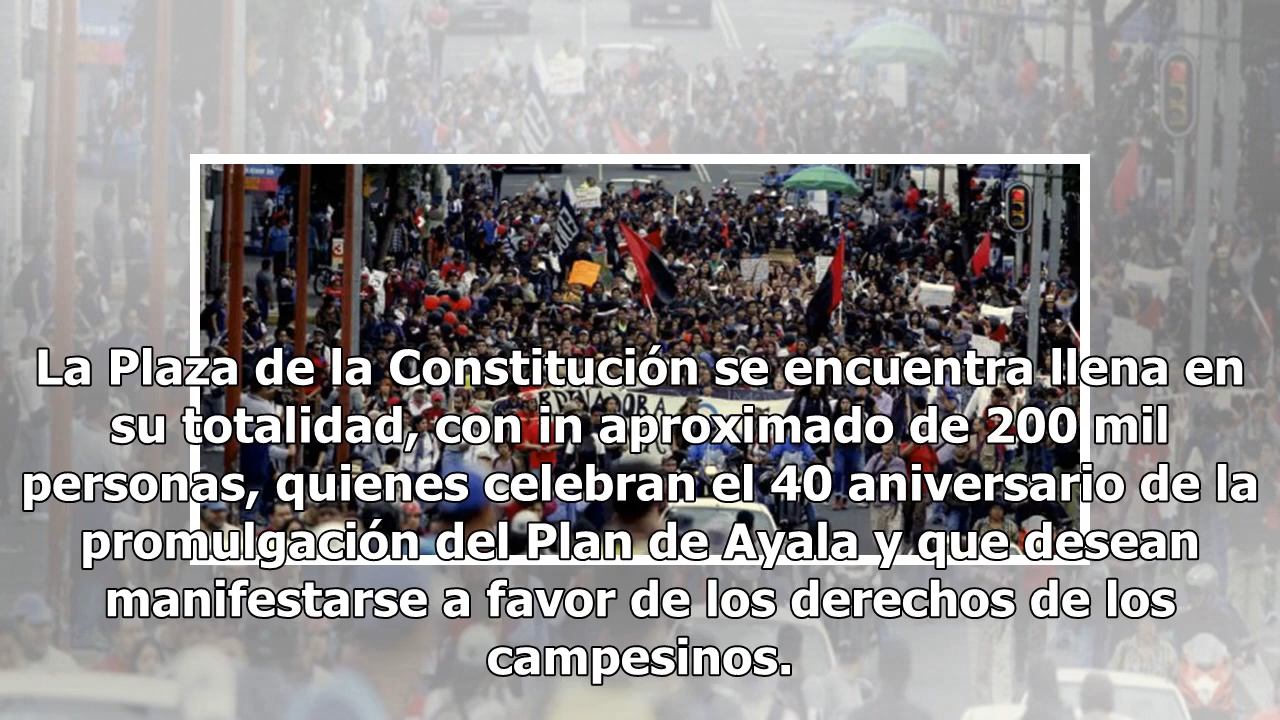 La Plaza de la Constitución se encuentra llena en
su totalidad, con in aproximado de 200 mil
personas, quienes celebran el 40 aniversario de la
promulgación del Plan de Ayala y que desean
manifestarse a favor de los derechos de los
campesinos.